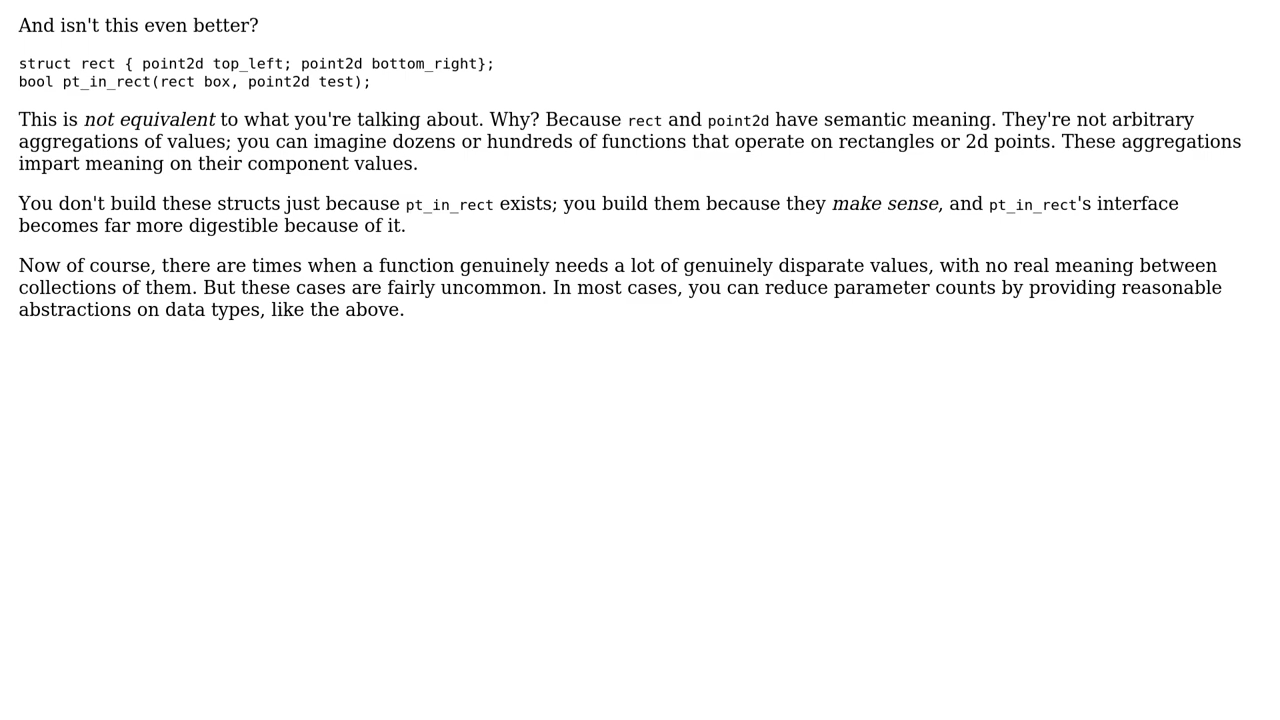 And isn't this even better?
struct rect { point2d top_left; point2d bottom_right};
bool pt_in_rect(rect box, point2d test);
This is not equivalent to what you're talking about. Why? Because rect and point2d have semantic meaning. They're not arbitrary
aggregations of values; you can imagine dozens or hundreds of functions that operate on rectangles or 2d points. These aggregations
impart meaning on their component values.
You don't build these structs just because pt_in_rect exists; you build them because they make sense, and pt_in_rect's interface
becomes far more digestible because of it.
Now of course, there are times when a function genuinely needs a lot of genuinely disparate values, with no real meaning between
collections of them. But these cases are fairly uncommon. In most cases, you can reduce parameter counts by providing reasonable
abstractions on data types, like the above.